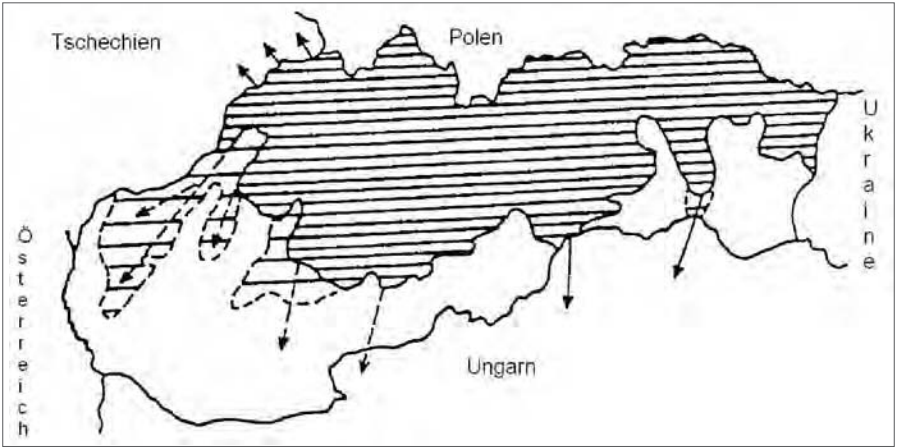 Tschechien
Polen
Ukraine
Österreich
Ungarn